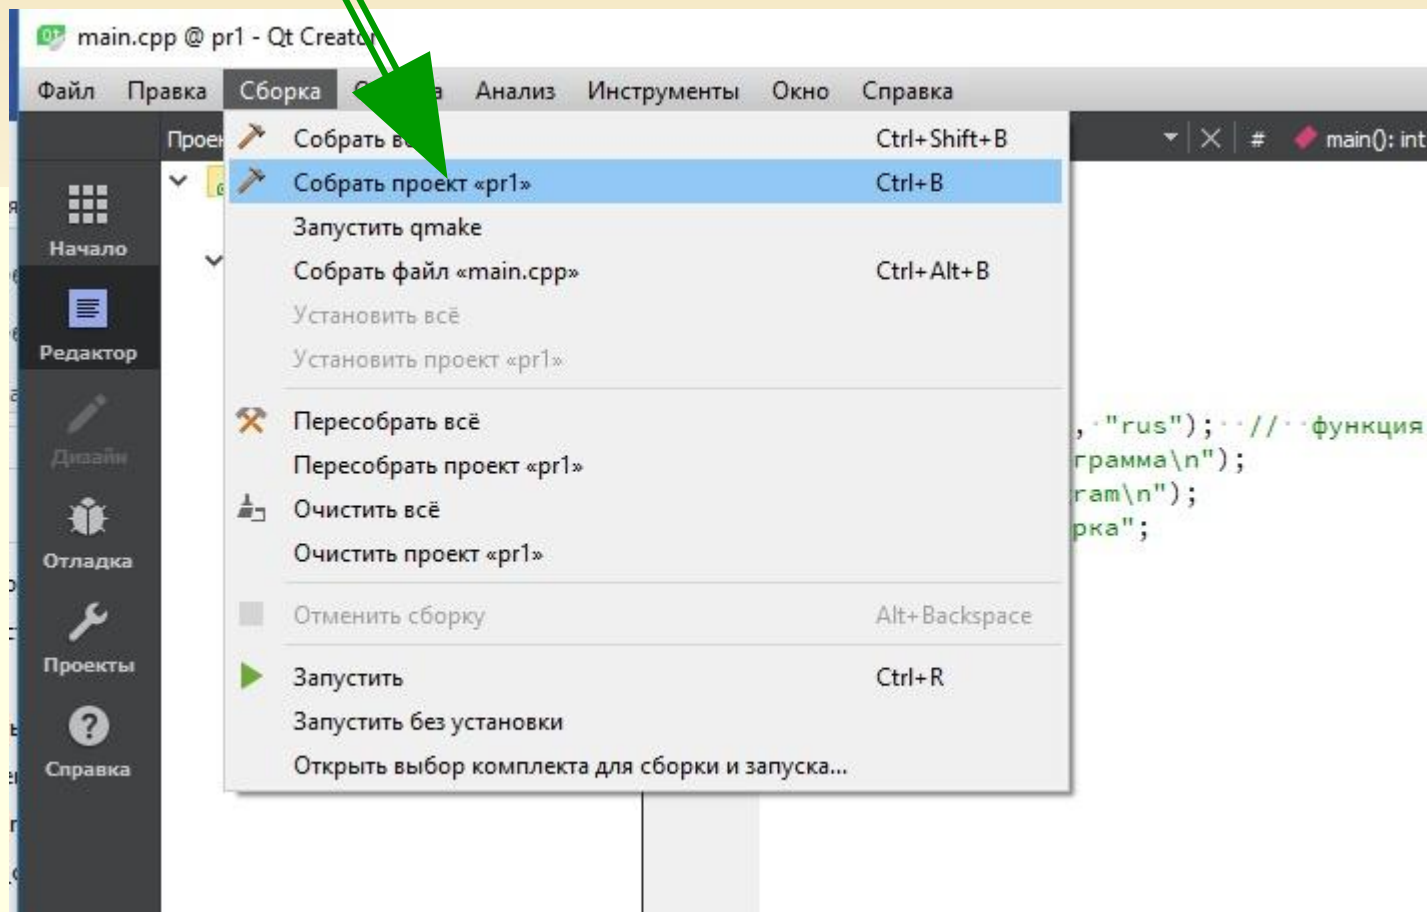 main.cpp @ pr1 - Qt Creator
Файл Правка Сборка Анализ Инструменты Окно Справка
# main(): int
Собрать Ctrl+Shift+B
Собрать проект «pr1» Ctrl+B
Запустить qmake
Начало
Собрать файл «main.cpp» Ctrl+Alt+B
Установить всё
Редактор
Установить проект «pr1»
Пересобрать всё
, "rus"); // функция
Дизайн
Пересобрать проект «pr1»
грамма\n");
ram\n");
Очистить всё
рка";
Очистить проект «pr1»
Отладка
Отменить сборку Alt+Backspace
Проекты
Запустить Ctrl+R
Запустить без установки
Справка
Открыть выбор комплекта для сборки и запуска...